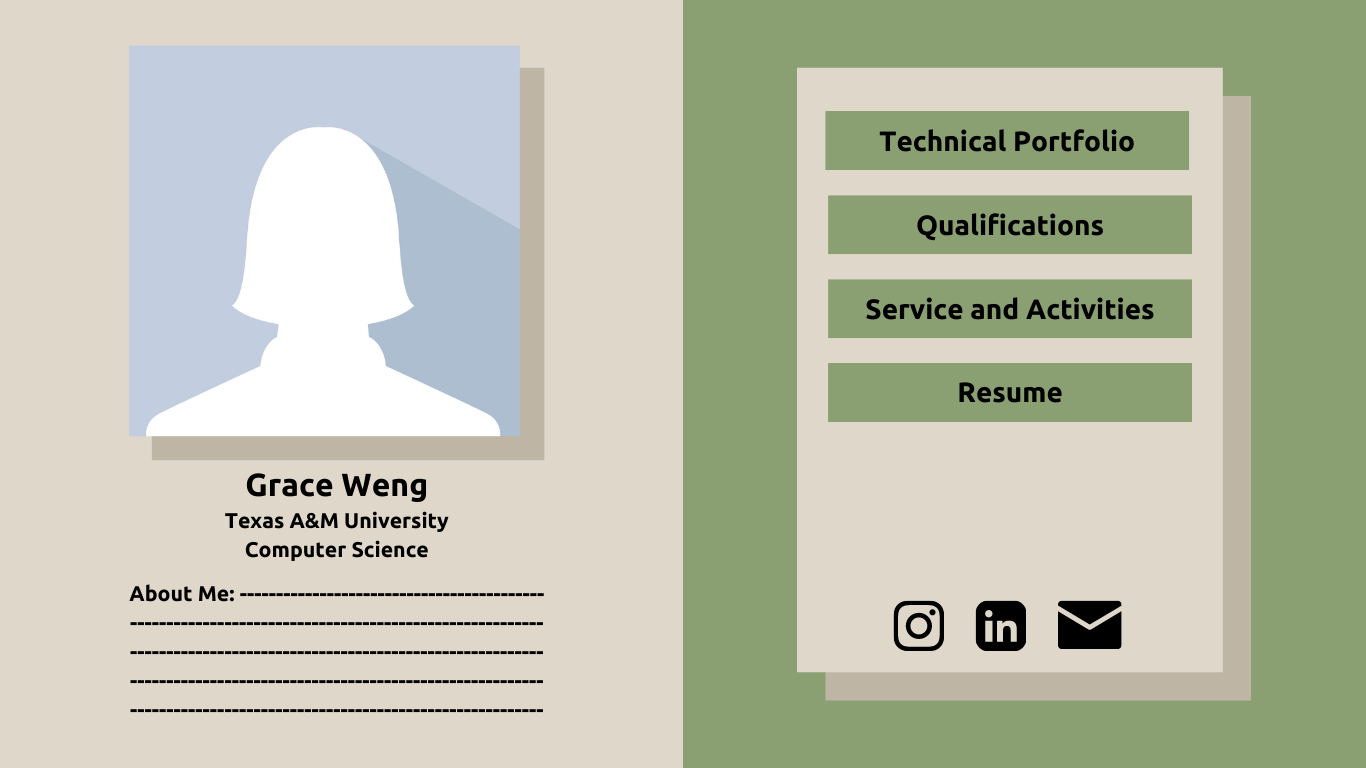 Grace Weng
Texas A&M University
Computer Science
About Me: ------------------------------------------
---------------------------------------------------------
---------------------------------------------------------
---------------------------------------------------------
---------------------------------------------------------
Technical Portfolio
Qualifications
Service and Activities
Resume
in